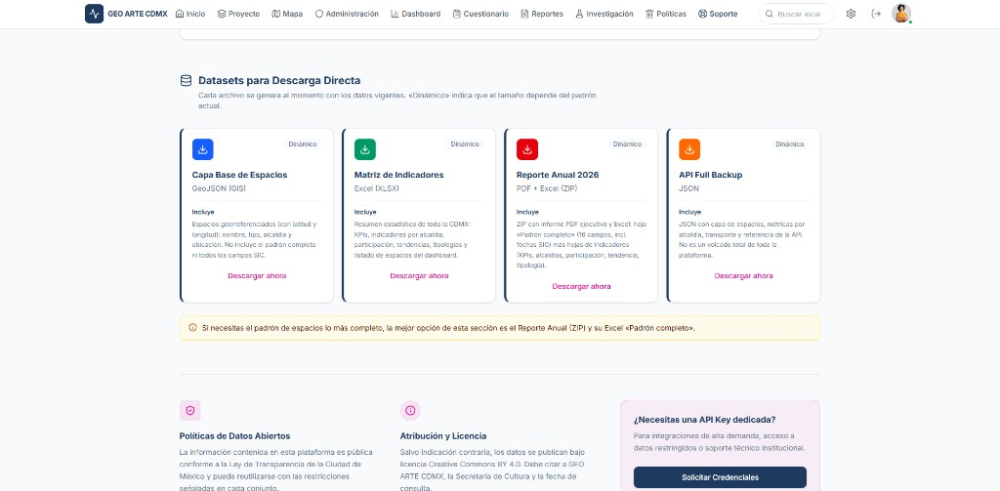 GEO ARTE CDMX Inicio Proyecto Mapa Administración Dashboard Cuestionario Reportes Investigación Políticas Soporte Buscar alcal
Datasets para Descarga Directa
Cada archivo se genera al momento con los datos vigentes. «Dinámico» indica que el tamaño depende del padrón
actual.
Dinámico
Capa Base de Espacios
GeoJSON (GIS)
Incluye
Espacios georreferenciados (con latitud y
longitud): nombre, tipo, alcaldía y
ubicación. No incluye el padrón completo
ni todos los campos SIC.
Descargar ahora
Dinámico
Matriz de Indicadores
Excel (XLSX)
Incluye
Resumen estadístico de toda la CDMX:
KPIs, indicadores por alcaldía,
participación, tendencias, tipologías y
listado de espacios del dashboard.
Descargar ahora
Dinámico
Reporte Anual 2026
PDF + Excel (ZIP)
Incluye
ZIP con informe PDF ejecutivo y Excel: hoja
«Padrón completo» (16 campos, incl.
fechas SIC) más hojas de indicadores
(KPIs, alcaldías, participación, tendencia,
tipología).
Descargar ahora
Dinámico
API Full Backup
JSON
Incluye
JSON con capa de espacios, métricas por
alcaldía, transporte y referencia de la API.
No es un volcado total de toda la
plataforma.
Descargar ahora
Si necesitas el padrón de espacios lo más completo, la mejor opción de esta sección es el Reporte Anual (ZIP) y su Excel «Padrón completo».
Políticas de Datos Abiertos
La información contenida en esta plataforma es pública
conforme a la Ley de Transparencia de la Ciudad de
México y puede reutilizarse con las restricciones
señaladas en cada conjunto.
Atribución y Licencia
Salvo indicación contraria, los datos se publican bajo
licencia Creative Commons BY 4.0. Debe citar a GEO
ARTE CDMX, la Secretaría de Cultura y la fecha de
consulta.
¿Necesitas una API Key dedicada?
Para integraciones de alta demanda, acceso a
datos restringidos o soporte técnico institucional.
Solicitar Credenciales